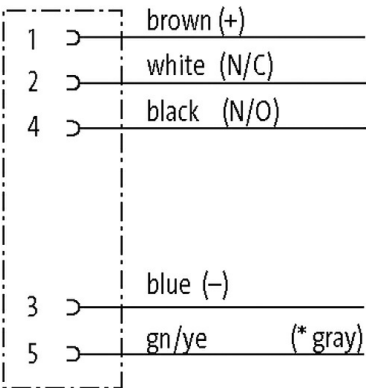 1 brown (+)
2 white (N/C)
4 black (N/O)
3 blue (–)
5 gn/ye (* gray)